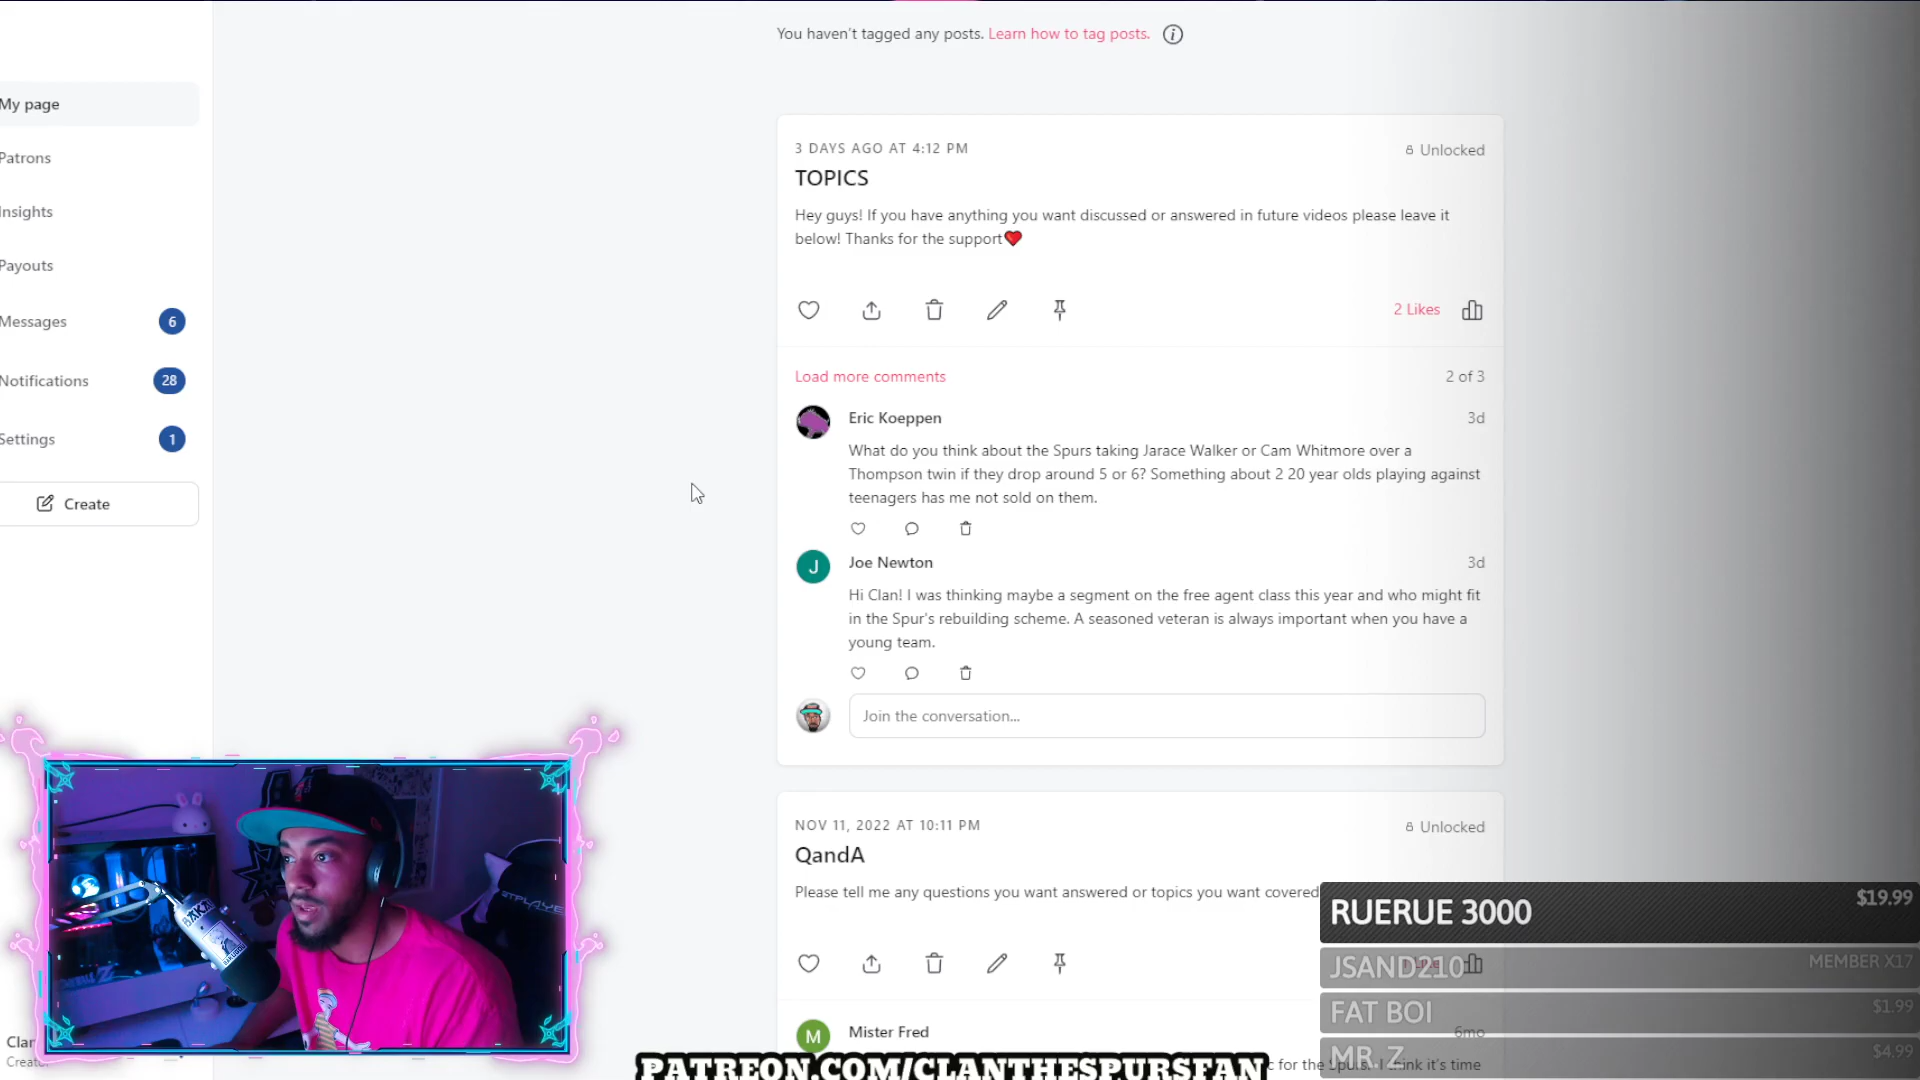 You haven't tagged any posts. Learn how to tag posts.
My page
Patrons
Insights
Payouts
Messages 6
Notifications 28
Settings 1
Create
3 DAYS AGO AT 4:12 PM
Unlocked
TOPICS
Hey guys! If you have anything you want discussed or answered in future videos please leave it
below! Thanks for the support❤️
2 Likes
Load more comments
2 of 3
Eric Koeppen
3d
What do you think about the Spurs taking Jarace Walker or Cam Whitmore over a
Thompson twin if they drop around 5 or 6? Something about 2 20 year olds playing against
teenagers has me not sold on them.
J
Joe Newton
3d
Hi Clan! I was thinking maybe a segment on the free agent class this year and who might fit
in the Spur's rebuilding scheme. A seasoned veteran is always important when you have a
young team.
Join the conversation...
NOV 11, 2022 AT 10:11 PM
Unlocked
QandA
Please tell me any questions you want answered or topics you want covered
M
Mister Fred
6mo
c for the Spurs. I think it's time
Clan
Creator
RUERUE 3000
$19.99
JSAND210
MEMBER X17
FAT BOI
$1.99
MR. Z
$4.99
PATREON.COM/CLANTHESPURSFAN